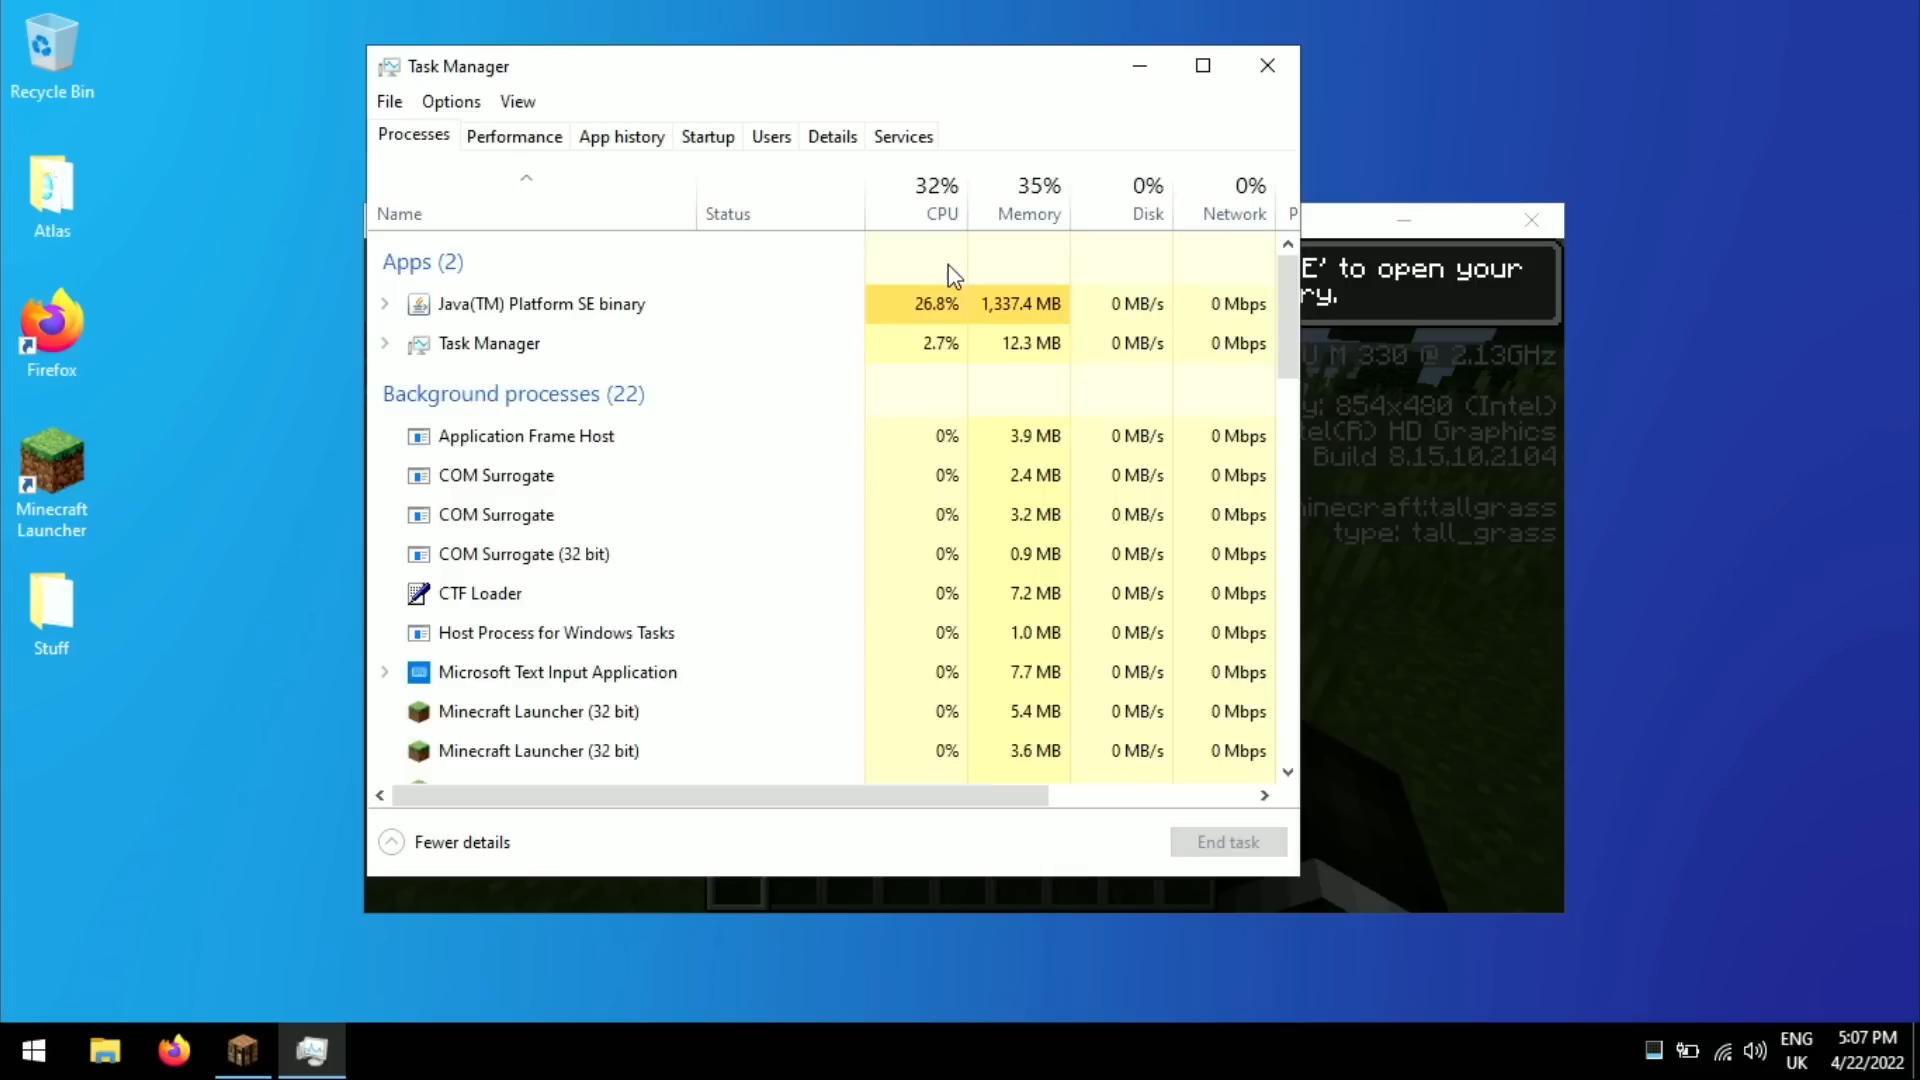 Recycle Bin
Atlas
Firefox
Minecraft
Launcher
Stuff
Task Manager
File Options View
Processes Performance App history Startup Users Details Services
32% 35% 0% 0%
Name Status CPU Memory Disk Network P
Apps (2)
Java(TM) Platform SE binary 26.8% 1,337.4 MB 0 MB/s 0 Mbps
Task Manager 2.7% 12.3 MB 0 MB/s 0 Mbps
Background processes (22)
Application Frame Host 0% 3.9 MB 0 MB/s 0 Mbps
COM Surrogate 0% 2.4 MB 0 MB/s 0 Mbps
COM Surrogate 0% 3.2 MB 0 MB/s 0 Mbps
COM Surrogate (32 bit) 0% 0.9 MB 0 MB/s 0 Mbps
CTF Loader 0% 7.2 MB 0 MB/s 0 Mbps
Host Process for Windows Tasks 0% 1.0 MB 0 MB/s 0 Mbps
Microsoft Text Input Application 0% 7.7 MB 0 MB/s 0 Mbps
Minecraft Launcher (32 bit) 0% 5.4 MB 0 MB/s 0 Mbps
Minecraft Launcher (32 bit) 0% 3.6 MB 0 MB/s 0 Mbps
Fewer details End task
E' to open your
ry.
U M 330 @ 2.13GHz
y: 854x480 (Intel)
tel(R) HD Graphics
Build 8.15.10.2104
inecraft:tallgrass
type: tall_grass
ENG
UK
5:07 PM
4/22/2022